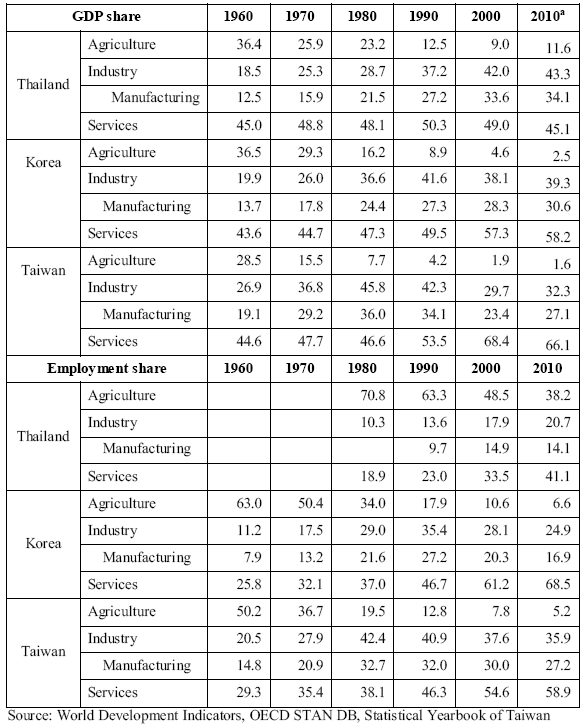 GDP share 1960 1970 1980 1990 2000 2010a
Thailand Agriculture 36.4 25.9 23.2 12.5 9.0 11.6
Industry 18.5 25.3 28.7 37.2 42.0 43.3
Manufacturing 12.5 15.9 21.5 27.2 33.6 34.1
Services 45.0 48.8 48.1 50.3 49.0 45.1
Korea Agriculture 36.5 29.3 16.2 8.9 4.6 2.5
Industry 19.9 26.0 36.6 41.6 38.1 39.3
Manufacturing 13.7 17.8 24.4 27.3 28.3 30.6
Services 43.6 44.7 47.3 49.5 57.3 58.2
Taiwan Agriculture 28.5 15.5 7.7 4.2 1.9 1.6
Industry 26.9 36.8 45.8 42.3 29.7 32.3
Manufacturing 19.1 29.2 36.0 34.1 23.4 27.1
Services 44.6 47.7 46.6 53.5 68.4 66.1
Employment share 1960 1970 1980 1990 2000 2010
Thailand Agriculture 70.8 63.3 48.5 38.2
Industry 10.3 13.6 17.9 20.7
Manufacturing 9.7 14.9 14.1
Services 18.9 23.0 33.5 41.1
Korea Agriculture 63.0 50.4 34.0 17.9 10.6 6.6
Industry 11.2 17.5 29.0 35.4 28.1 24.9
Manufacturing 7.9 13.2 21.6 27.2 20.3 16.9
Services 25.8 32.1 37.0 46.7 61.2 68.5
Taiwan Agriculture 50.2 36.7 19.5 12.8 7.8 5.2
Industry 20.5 27.9 42.4 40.9 37.6 35.9
Manufacturing 14.8 20.9 32.7 32.0 30.0 27.2
Services 29.3 35.4 38.1 46.3 54.6 58.9
Source: World Development Indicators, OECD STAN DB, Statistical Yearbook of Taiwan